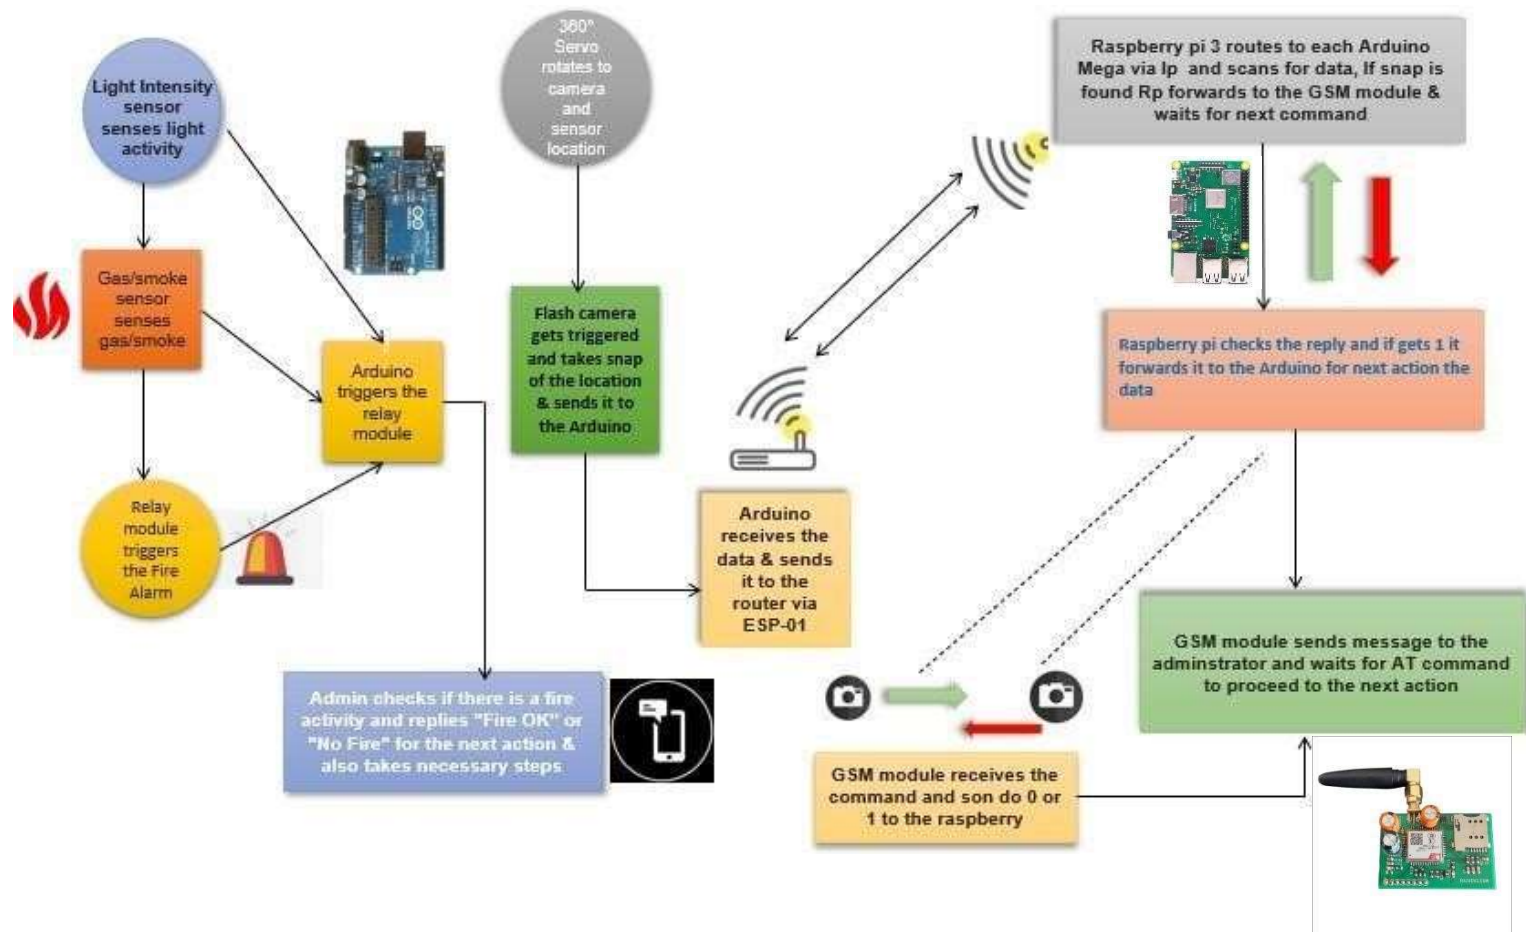 Light Intensity
sensor
senses light
activity
Gas/smoke
sensor
senses
gas/smoke
Relay
module
triggers
the Fire
Alarm
Arduino
triggers the
relay
module
360°
Servo
rotates to
camera
and
sensor
location
Flash camera
gets triggered
and takes snap
of the location
& sends it to
the Arduino
Arduino
receives the
data & sends
it to the
router via
ESP-01
Admin checks if there is a fire
activity and replies "Fire OK" or
"No Fire" for the next action &
also takes necessary steps
Raspberry pi 3 routes to each Arduino
Mega via Ip and scans for data, If snap is
found Rp forwards to the GSM module &
waits for next command
Raspberry pi checks the reply and if gets 1 it
forwards it to the Arduino for next action the
data
GSM module sends message to the
adminstrator and waits for AT command
to proceed to the next action
GSM module receives the
command and son do 0 or
1 to the raspberry